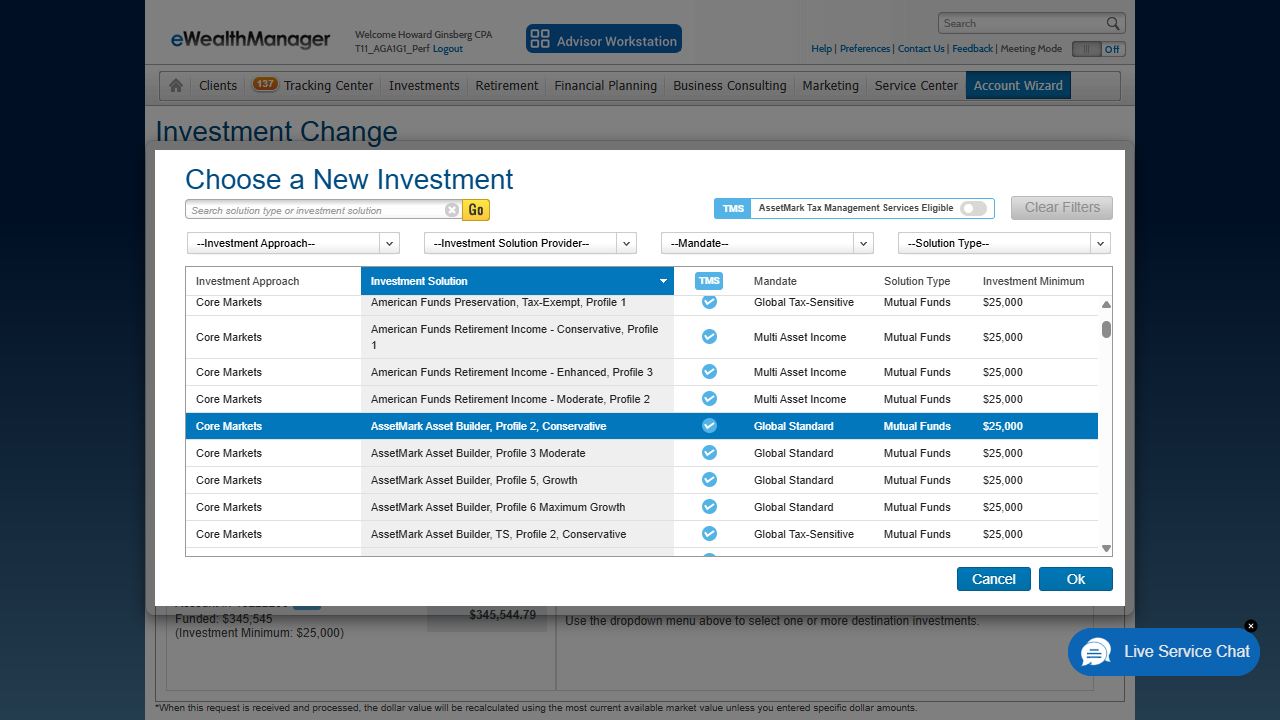 eWealthManager
Welcome Howard Ginsberg CPA
T11_AGA1G1_Perf Logout
Advisor Workstation
Search
Help | Preferences | Contact Us | Feedback | Meeting Mode Off
Clients 137 Tracking Center Investments Retirement Financial Planning Business Consulting Marketing Service Center Account Wizard
Investment Change
Choose a New Investment
Search solution type or investment solution Go
TMS AssetMark Tax Management Services Eligible
Clear Filters
--Investment Approach-- --Investment Solution Provider-- --Mandate-- --Solution Type--
Investment Approach Investment Solution TMS Mandate Solution Type Investment Minimum
Core Markets American Funds Preservation, Tax-Exempt, Profile 1 Global Tax-Sensitive Mutual Funds $25,000
Core Markets American Funds Retirement Income - Conservative, Profile 1 Multi Asset Income Mutual Funds $25,000
Core Markets American Funds Retirement Income - Enhanced, Profile 3 Multi Asset Income Mutual Funds $25,000
Core Markets American Funds Retirement Income - Moderate, Profile 2 Multi Asset Income Mutual Funds $25,000
Core Markets AssetMark Asset Builder, Profile 2, Conservative Global Standard Mutual Funds $25,000
Core Markets AssetMark Asset Builder, Profile 3 Moderate Global Standard Mutual Funds $25,000
Core Markets AssetMark Asset Builder, Profile 5, Growth Global Standard Mutual Funds $25,000
Core Markets AssetMark Asset Builder, Profile 6 Maximum Growth Global Standard Mutual Funds $25,000
Core Markets AssetMark Asset Builder, TS, Profile 2, Conservative Global Tax-Sensitive Mutual Funds $25,000
Cancel Ok
Funded: $345,545
(Investment Minimum: $25,000)
$345,544.79
Use the dropdown menu above to select one or more destination investments.
Live Service Chat
*When this request is received and processed, the dollar value will be recalculated using the most current available market value unless you entered specific dollar amounts.